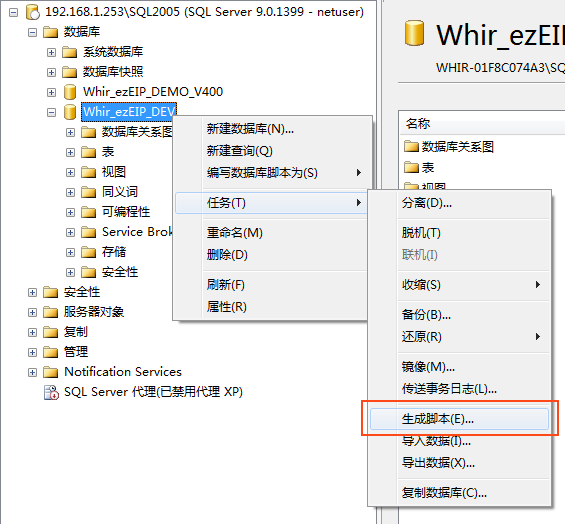 192.168.1.253\SQL2005 (SQL Server 9.0.1399 - netuser)
数据库
系统数据库
数据库快照
Whir_ezEIP_DEMO_V400
Whir_ezEIP_DEV
数据库关系图
表
视图
同义词
可编程性
Service Brok
存储
安全性
安全性
服务器对象
复制
管理
Notification Services
SQL Server 代理(已禁用代理 XP)
新建数据库(N)...
新建查询(Q)
编写数据库脚本为(S)
任务(T)
重命名(M)
删除(D)
刷新(F)
属性(R)
Whir_ezEIP
WHIR-01F8C074A3\SQ
名称
数据库关系图
表
视图
分离(D)...
脱机(T)
联机(I)
收缩(S)
备份(B)...
还原(R)
镜像(M)...
传送事务日志(L)...
生成脚本(E)...
导入数据(I)...
导出数据(X)...
复制数据库(C)...